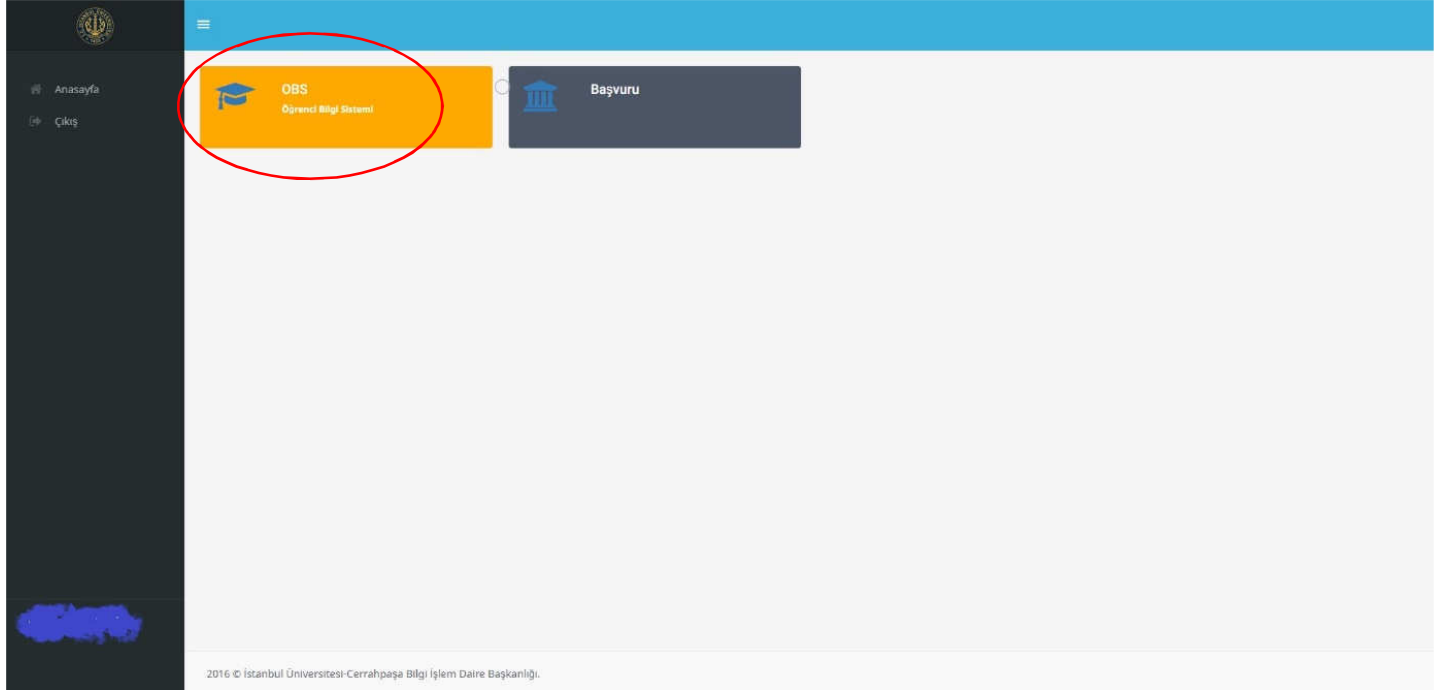 Anasayfa
Çıkış
OBS
Öğrenci Bilgi Sistemi
Başvuru
2016 © İstanbul Üniversitesi-Cerrahpaşa Bilgi İşlem Daire Başkanlığı.